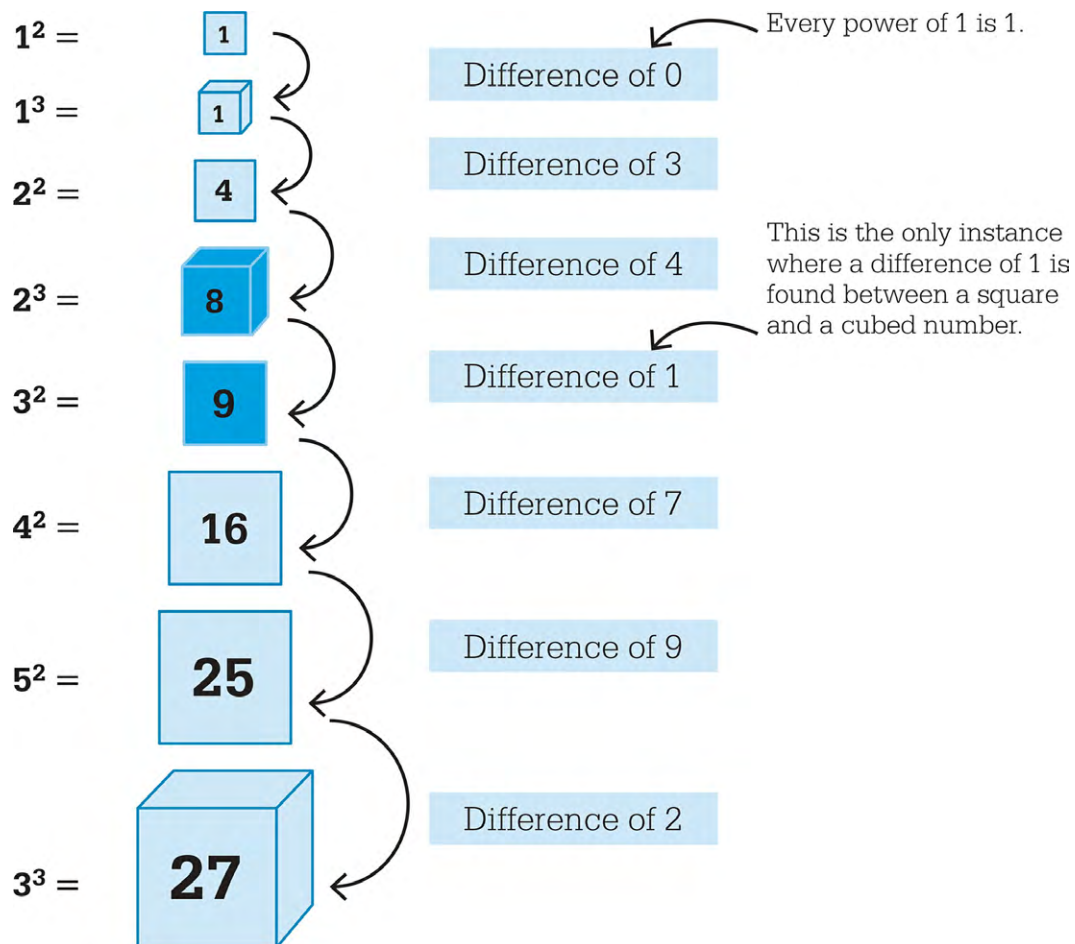 1² = 1
Every power of 1 is 1.
Difference of 0
1³ = 1
Difference of 3
2² = 4
This is the only instance
where a difference of 1 is
found between a square
and a cubed number.
Difference of 4
2³ = 8
Difference of 1
3² = 9
Difference of 7
4² = 16
Difference of 9
5² = 25
Difference of 2
3³ = 27